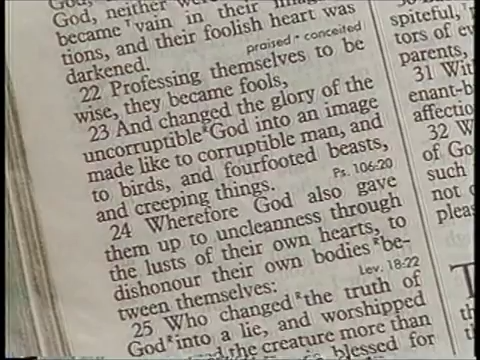 God, neither were
became vain in their
tions, and their foolish heart was
darkened. praised * conceited
22 Professing themselves to be
wise, they became fools,
23 And changed the glory of the
uncorruptible God into an image
made like to corruptible man, and
to birds, and fourfooted beasts,
and creeping things. Ps. 106:20
24 Wherefore God also gave
them up to uncleanness through
the lusts of their own hearts, to
dishonour their own bodies be-
tween themselves: Lev. 18:22
25 Who changed the truth of
God into a lie, and worshipped
the creature more than
blessed for
spiteful,
tors of
parents,
31
enant-b
affectio
32 W
of Go
such
not
pleas